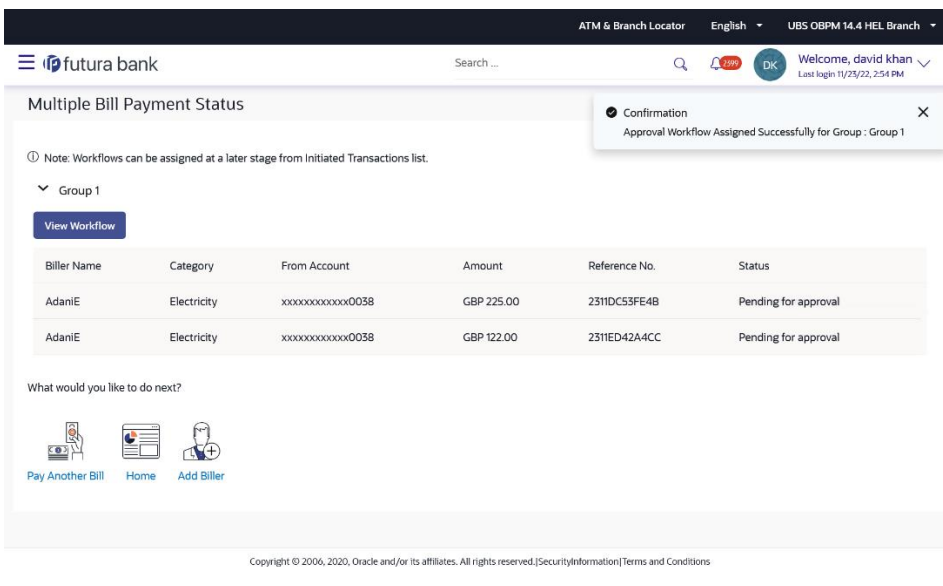 ATM & Branch Locator English UBS OBPM 14.4 HEL Branch
futura bank Search ... 2599 DK Welcome, david khan
Last login 11/23/22, 2:54 PM
Multiple Bill Payment Status
Confirmation
Approval Workflow Assigned Successfully for Group : Group 1
Note: Workflows can be assigned at a later stage from Initiated Transactions list.
Group 1
View Workflow
Biller Name Category From Account Amount Reference No. Status
AdaniE Electricity xxxxxxxxxxxx0038 GBP 225.00 2311DC53FE4B Pending for approval
AdaniE Electricity xxxxxxxxxxxx0038 GBP 122.00 2311ED42A4CC Pending for approval
What would you like to do next?
Pay Another Bill Home Add Biller
Copyright © 2006, 2020, Oracle and/or its affiliates. All rights reserved.|SecurityInformation|Terms and Conditions